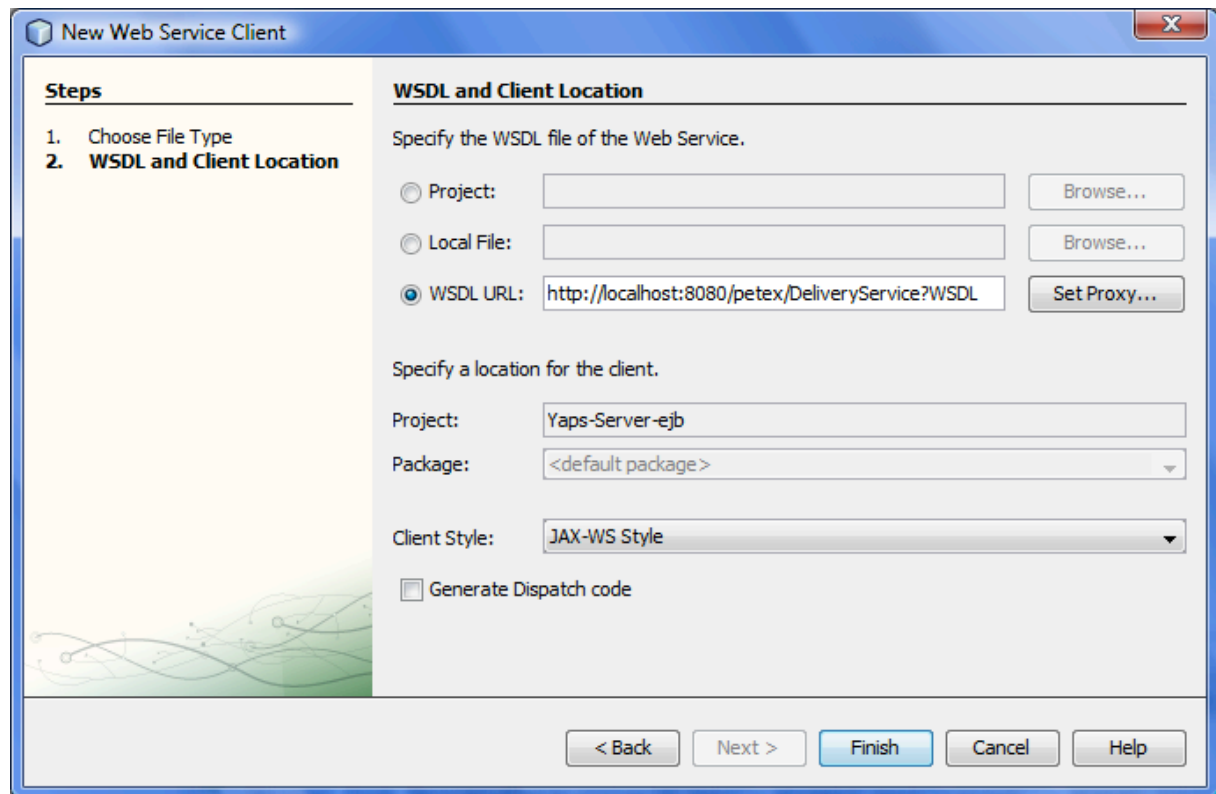 New Web Service Client
Steps
1. Choose File Type
2. WSDL and Client Location
WSDL and Client Location
Specify the WSDL file of the Web Service.
Project:
Browse...
Local File:
Browse...
WSDL URL: http://localhost:8080/petex/DeliveryService?WSDL
Set Proxy...
Specify a location for the client.
Project: Yaps-Server-ejb
Package: <default package>
Client Style: JAX-WS Style
Generate Dispatch code
< Back
Next >
Finish
Cancel
Help